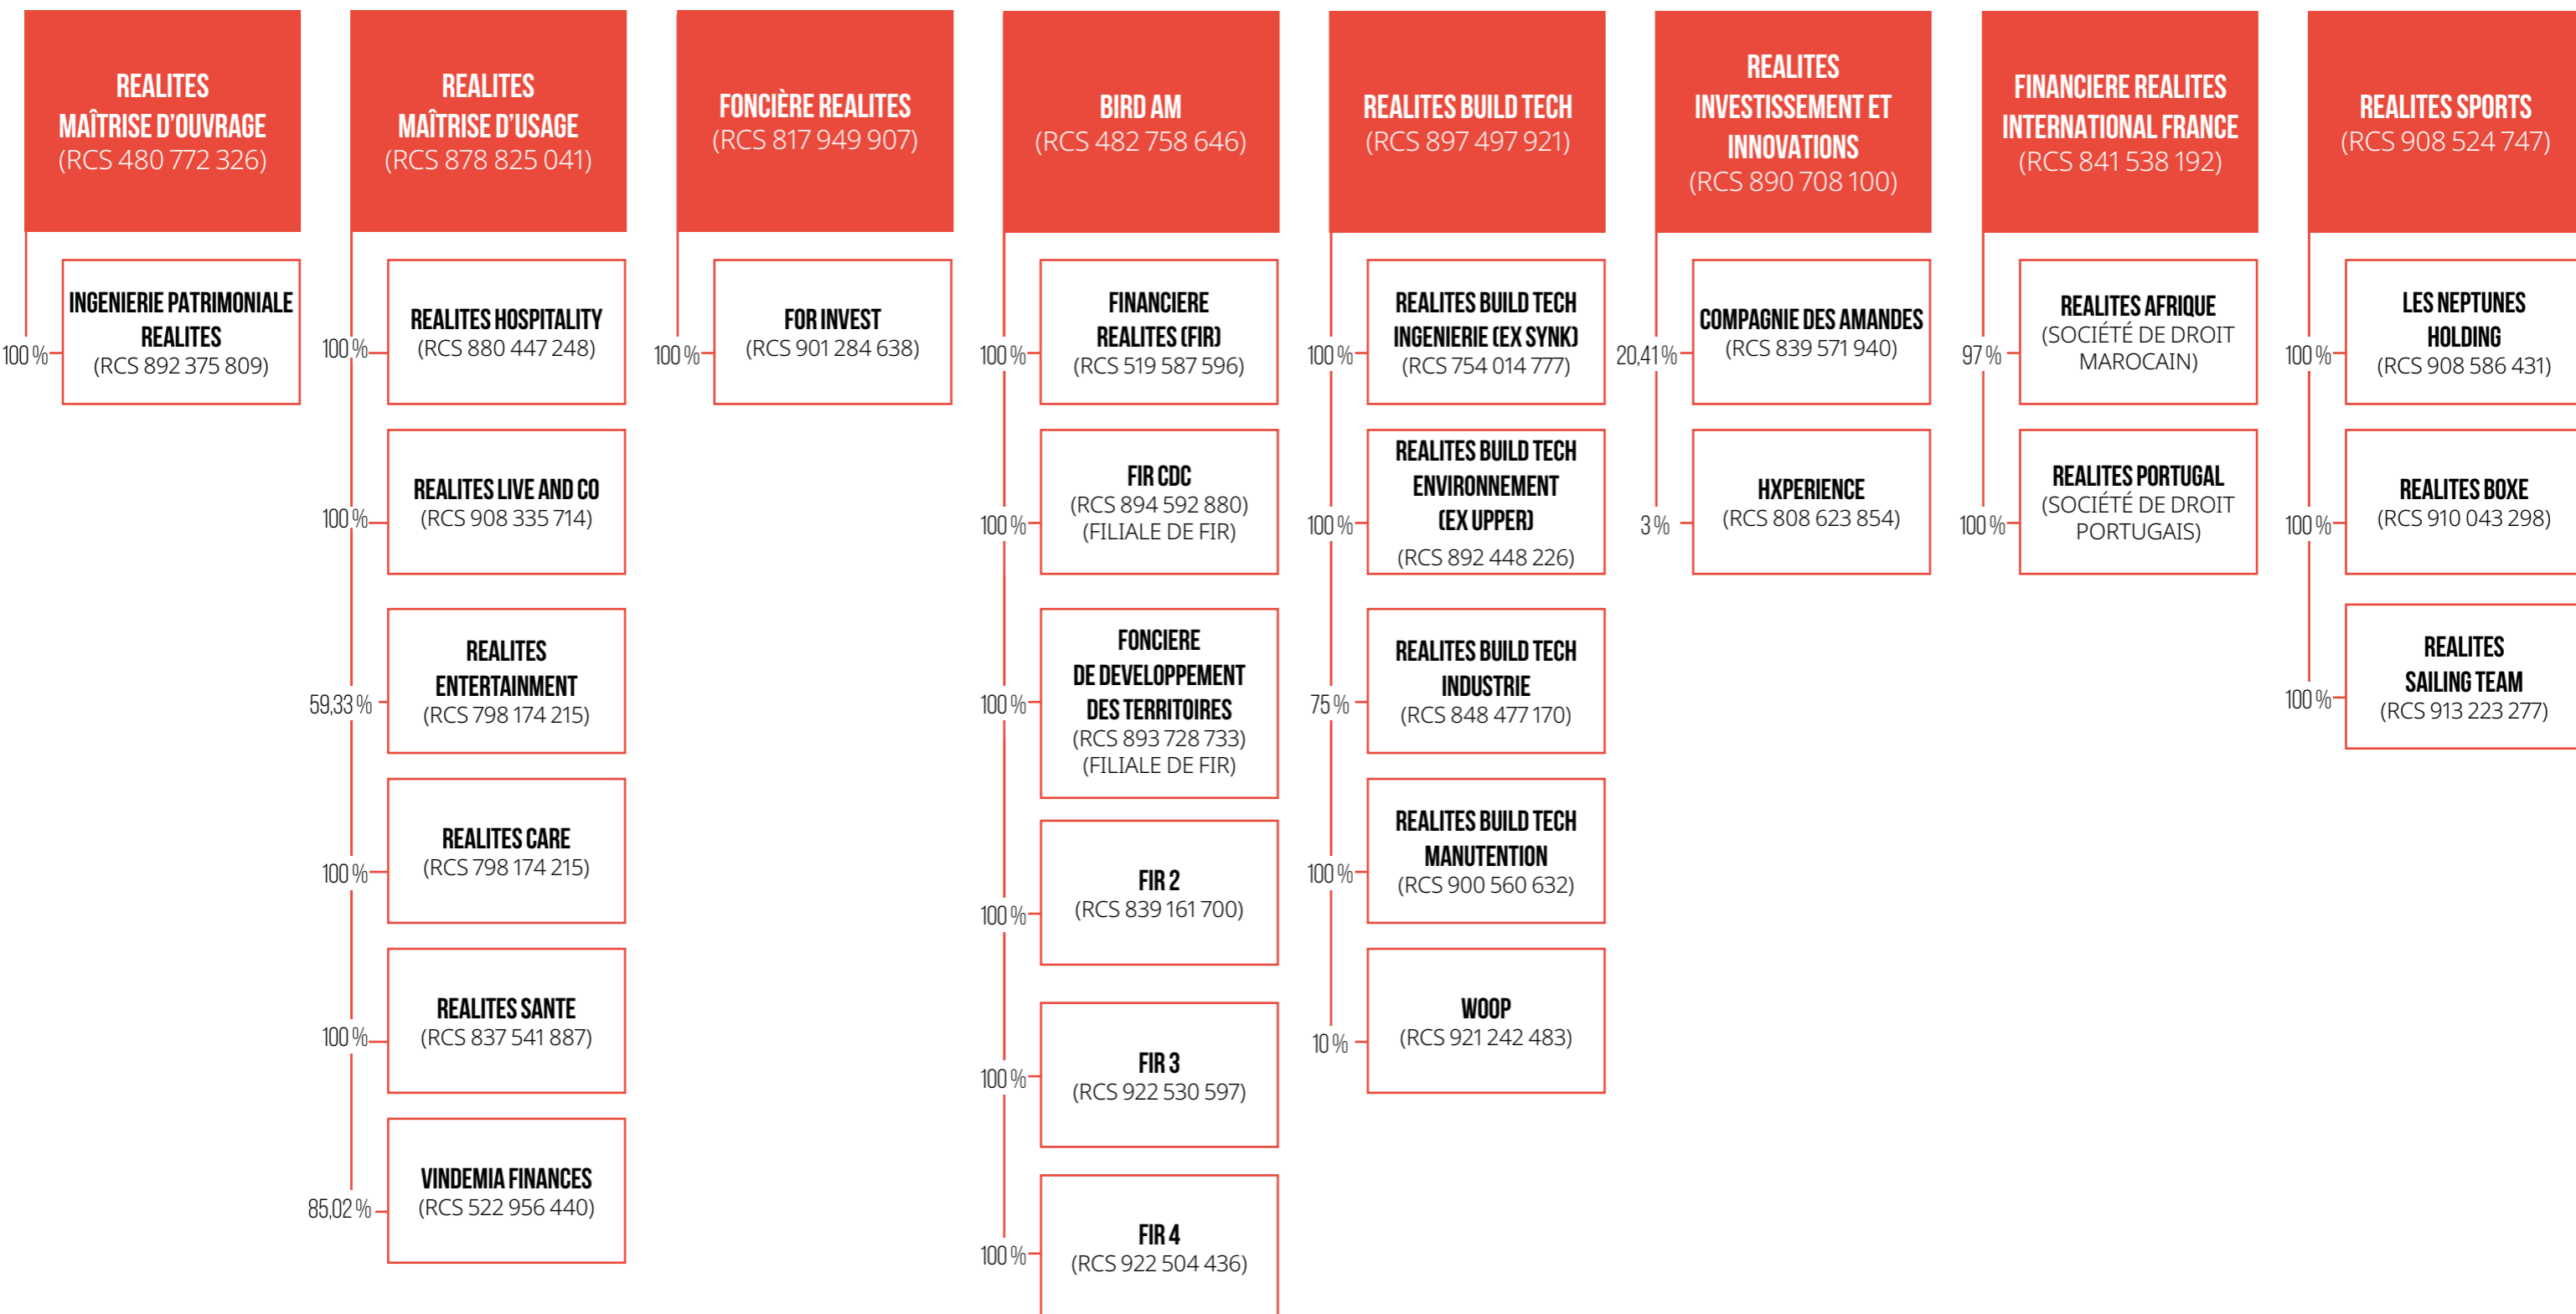 REALITES
MAÎTRISE D'OUVRAGE
(RCS 480 772 326)
100 %
INGENIERIE PATRIMONIALE
REALITES
(RCS 892 375 809)
REALITES
MAÎTRISE D'USAGE
(RCS 878 825 041)
100 %
REALITES HOSPITALITY
(RCS 880 447 248)
100 %
REALITES LIVE AND CO
(RCS 908 335 714)
59,33 %
REALITES
ENTERTAINMENT
(RCS 798 174 215)
100 %
REALITES CARE
(RCS 798 174 215)
100 %
REALITES SANTE
(RCS 837 541 887)
85,02 %
VINDEMIA FINANCES
(RCS 522 956 440)
FONCIÈRE REALITES
(RCS 817 949 907)
100 %
FOR INVEST
(RCS 901 284 638)
BIRD AM
(RCS 482 758 646)
100 %
FINANCIERE
REALITES (FIR)
(RCS 519 587 596)
100 %
FIR CDC
(RCS 894 592 880)
(FILIALE DE FIR)
100 %
FONCIERE
DE DEVELOPPEMENT
DES TERRITOIRES
(RCS 893 728 733)
(FILIALE DE FIR)
100 %
FIR 2
(RCS 839 161 700)
100 %
FIR 3
(RCS 922 530 597)
100 %
FIR 4
(RCS 922 504 436)
REALITES BUILD TECH
(RCS 897 497 921)
100 %
REALITES BUILD TECH
INGENIERIE (EX SYNK)
(RCS 754 014 777)
100 %
REALITES BUILD TECH
ENVIRONNEMENT
(EX UPPER)
(RCS 892 448 226)
75 %
REALITES BUILD TECH
INDUSTRIE
(RCS 848 477 170)
100 %
REALITES BUILD TECH
MANUTENTION
(RCS 900 560 632)
10 %
WOOP
(RCS 921 242 483)
REALITES
INVESTISSEMENT ET
INNOVATIONS
(RCS 890 708 100)
20,41 %
COMPAGNIE DES AMANDES
(RCS 839 571 940)
3 %
HXPERIENCE
(RCS 808 623 854)
FINANCIERE REALITES
INTERNATIONAL FRANCE
(RCS 841 538 192)
97 %
REALITES AFRIQUE
(SOCIÉTÉ DE DROIT
MAROCAIN)
100 %
REALITES PORTUGAL
(SOCIÉTÉ DE DROIT
PORTUGAIS)
REALITES SPORTS
(RCS 908 524 747)
100 %
LES NEPTUNES
HOLDING
(RCS 908 586 431)
100 %
REALITES BOXE
(RCS 910 043 298)
100 %
REALITES
SAILING TEAM
(RCS 913 223 277)